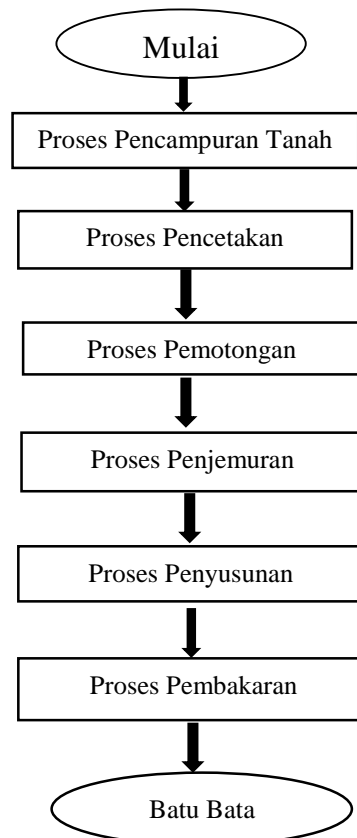 Mulai
Proses Pencampuran Tanah
Proses Pencetakan
Proses Pemotongan
Proses Penjemuran
Proses Penyusunan
Proses Pembakaran
Batu Bata